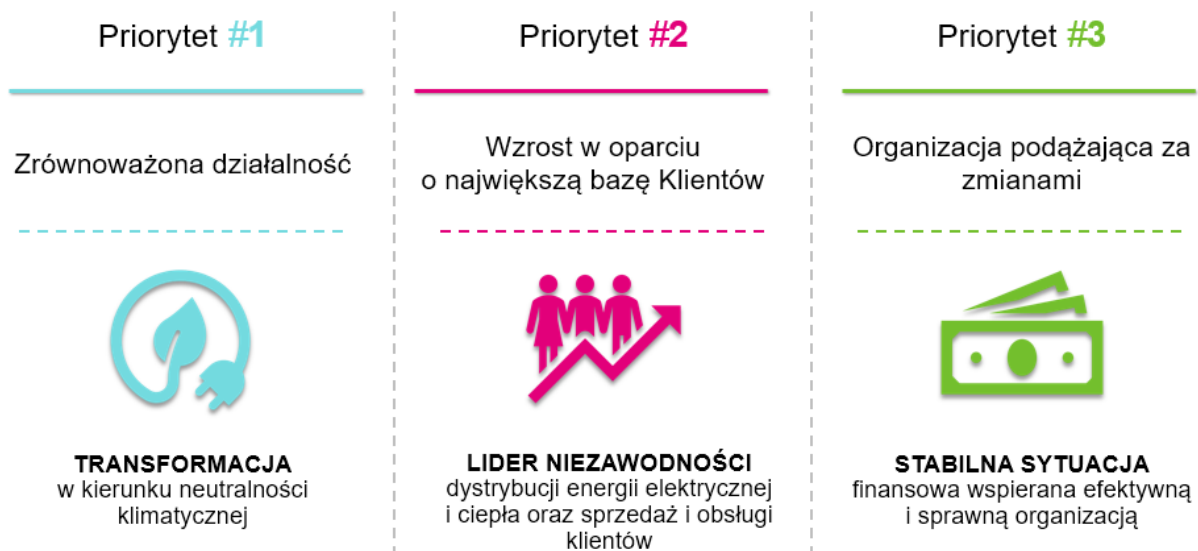 Priorytet #1
Zrównoważona działalność
TRANSFORMACJA
w kierunku neutralności
klimatycznej
Priorytet #2
Wzrost w oparciu
o największą bazę Klientów
LIDER NIEZAWODNOŚCI
dystrybucji energii elektrycznej
i ciepła oraz sprzedaż i obsługi
klientów
Priorytet #3
Organizacja podążająca za
zmianami
STABILNA SYTUACJA
finansowa wspierana efektywną
i sprawną organizacją